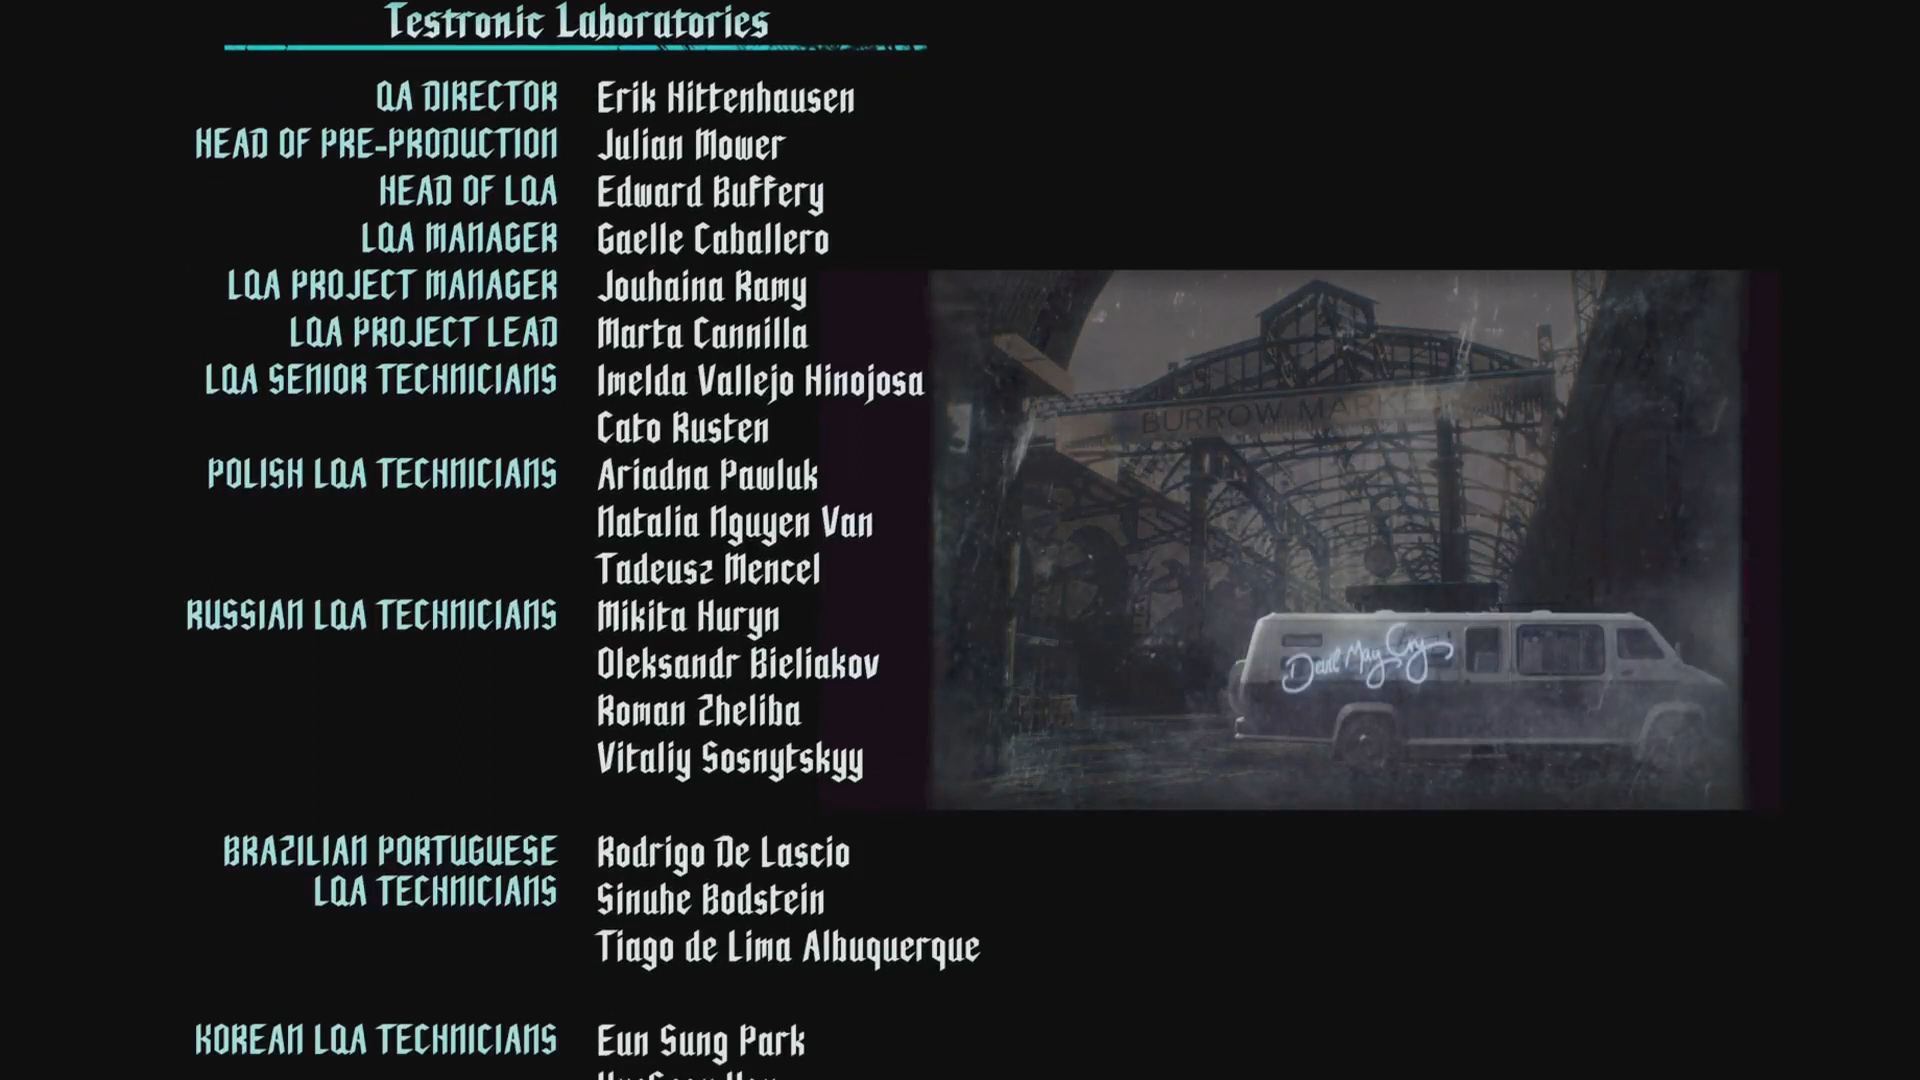 Testronic Laboratories
QA DIRECTOR Erik Hittenhausen
HEAD OF PRE-PRODUCTION Julian Mower
HEAD OF LQA Edward Buffery
LQA MANAGER Gaelle Caballero
LQA PROJECT MANAGER Jouhaina Ramy
LQA PROJECT LEAD Marta Cannilla
LQA SENIOR TECHNICIANS Imelda Vallejo Hinojosa
Cato Rusten
POLISH LQA TECHNICIANS Ariadna Pawluk
Natalia Nguyen Van
Tadeusz Mencel
RUSSIAN LQA TECHNICIANS Mikita Huryn
Oleksandr Bieliakov
Roman Zheliba
Vitaliy Sosnytskyy
BRAZILIAN PORTUGUESE Rodrigo De Lascio
LQA TECHNICIANS Sinuhe Bodstein
Tiago de Lima Albuquerque
KOREAN LQA TECHNICIANS Eun Sung Park
BURROW
Devil May Cry